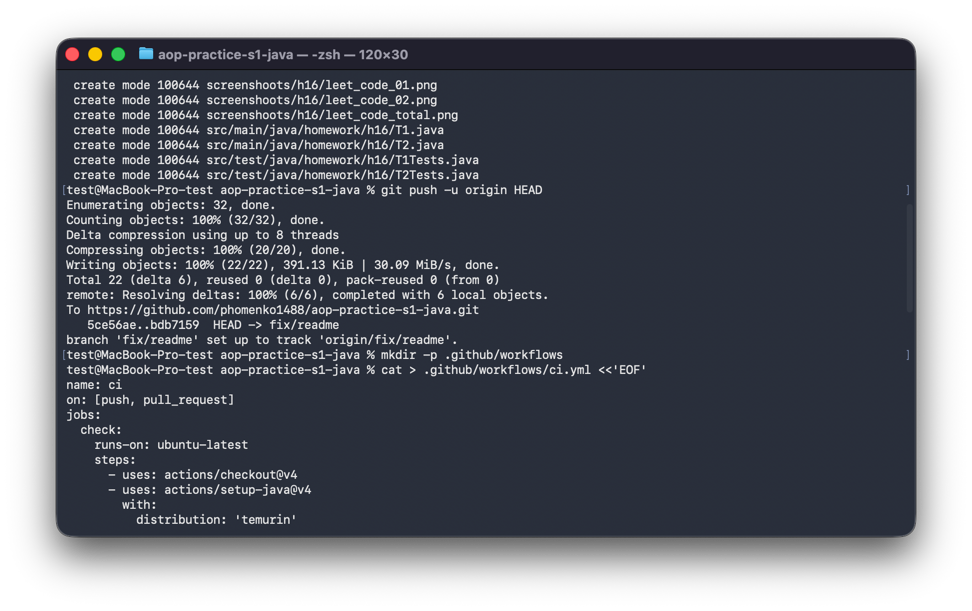 aop-practice-s1-java — -zsh — 120×30
create mode 100644 screenshoots/h16/leet_code_01.png
create mode 100644 screenshoots/h16/leet_code_02.png
create mode 100644 screenshoots/h16/leet_code_total.png
create mode 100644 src/main/java/homework/h16/T1.java
create mode 100644 src/main/java/homework/h16/T2.java
create mode 100644 src/test/java/homework/h16/T1Tests.java
create mode 100644 src/test/java/homework/h16/T2Tests.java
[test@MacBook-Pro-test aop-practice-s1-java % git push -u origin HEAD ]
Enumerating objects: 32, done.
Counting objects: 100% (32/32), done.
Delta compression using up to 8 threads
Compressing objects: 100% (20/20), done.
Writing objects: 100% (22/22), 391.13 KiB | 30.09 MiB/s, done.
Total 22 (delta 6), reused 0 (delta 0), pack-reused 0 (from 0)
remote: Resolving deltas: 100% (6/6), completed with 6 local objects.
To https://github.com/phomenko1488/aop-practice-s1-java.git
   5ce56ae..bdb7159  HEAD -> fix/readme
branch 'fix/readme' set up to track 'origin/fix/readme'.
[test@MacBook-Pro-test aop-practice-s1-java % mkdir -p .github/workflows ]
test@MacBook-Pro-test aop-practice-s1-java % cat > .github/workflows/ci.yml <<'EOF'
name: ci
on: [push, pull_request]
jobs:
  check:
    runs-on: ubuntu-latest
    steps:
      - uses: actions/checkout@v4
      - uses: actions/setup-java@v4
        with:
          distribution: 'temurin'